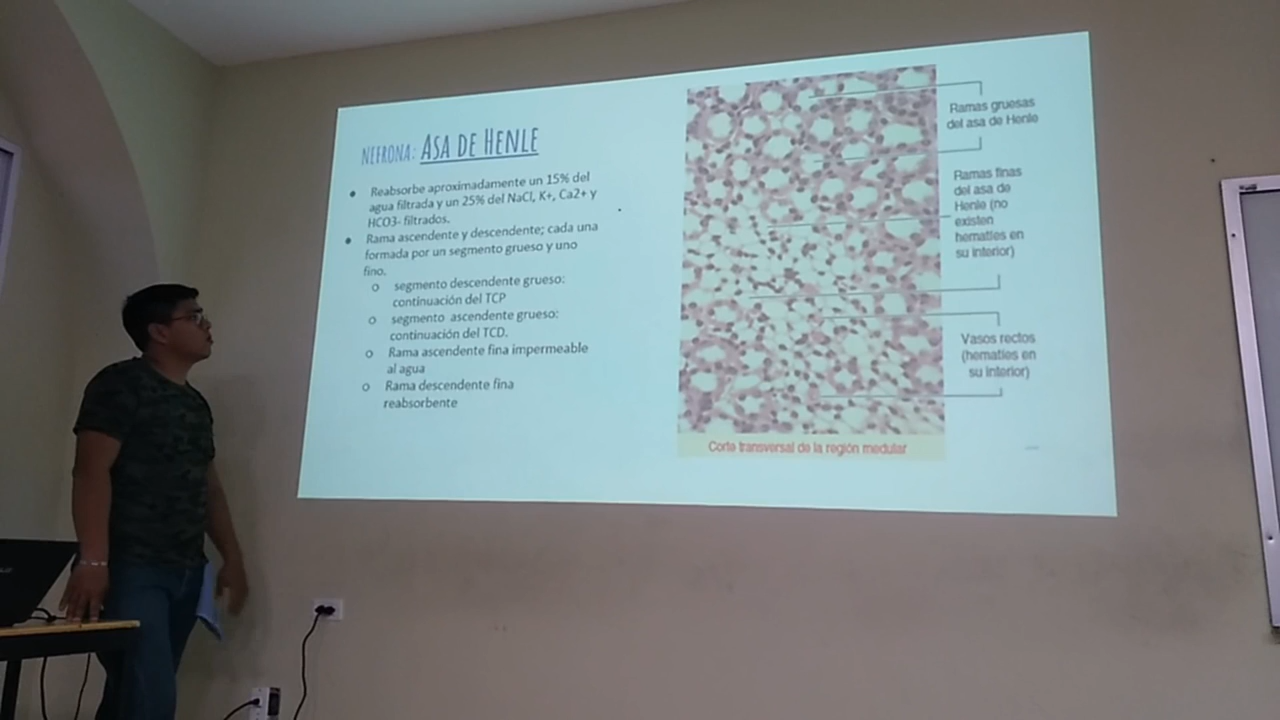 NEFRONA: ASA DE HENLE
Reabsorbe aproximadamente un 15% del
agua filtrada y un 25% del NaCl, K+, Ca2+ y
HCO3- filtrados.
Rama ascendente y descendente; cada una
formada por un segmento grueso y uno
fino.
segmento descendente grueso:
continuación del TCP
segmento ascendente grueso:
continuación del TCD.
Rama ascendente fina impermeable
al agua
Rama descendente fina
reabsorbente
Ramas gruesas
del asa de Henle
Ramas finas
del asa de
Henle (no
existen
hematíes en
su interior)
Vasos rectos
(hematíes en
su interior)
Corte transversal de la región medular